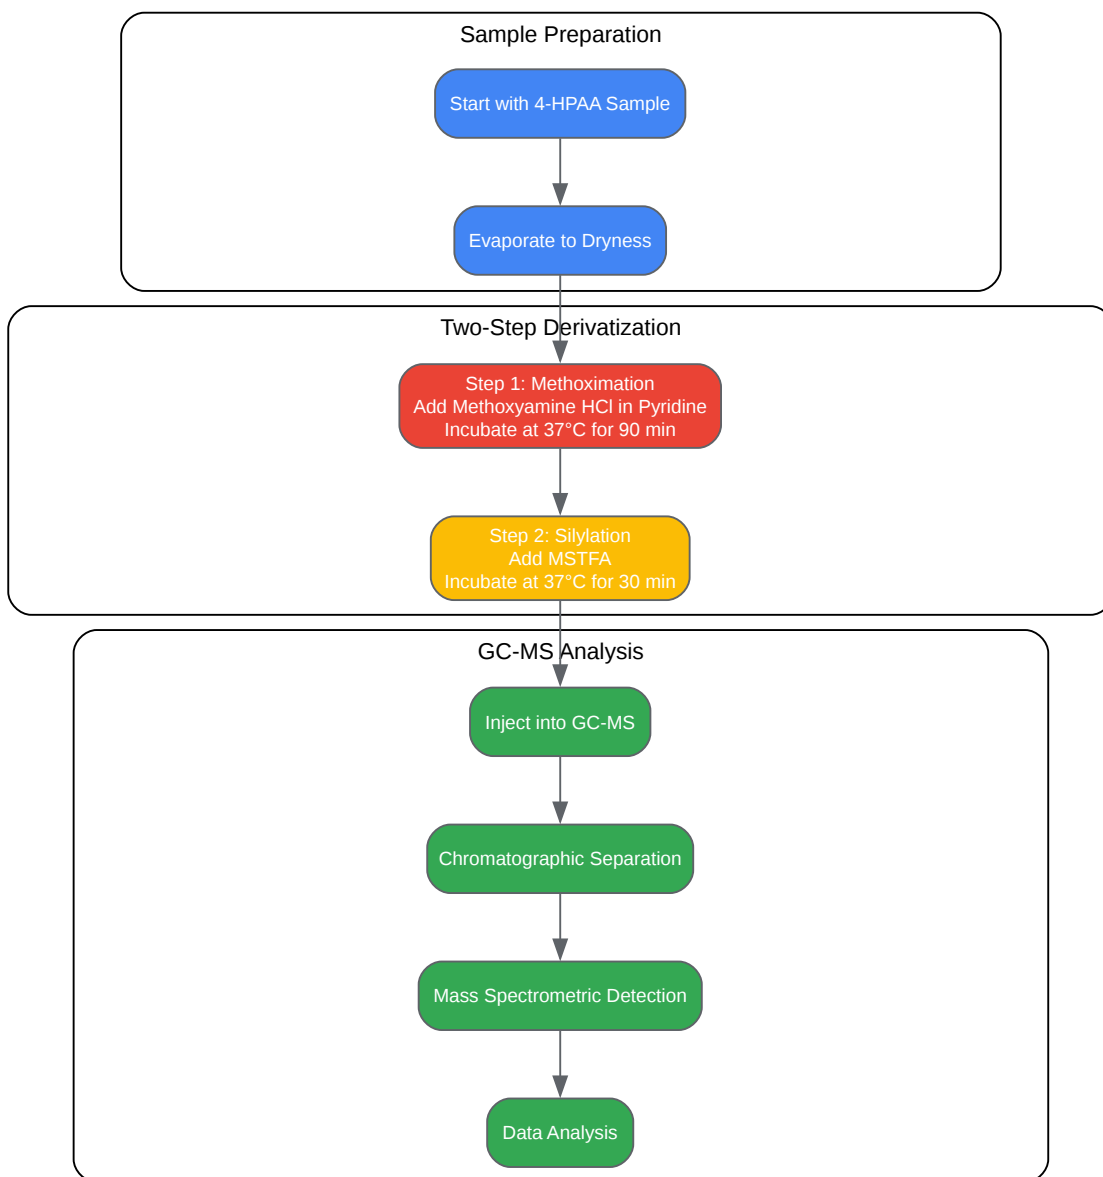 Sample Preparation
Start with 4-HPAA Sample
Evaporate to Dryness
Two-Step Derivatization
Step 1: Methoximation
Add Methoxyamine HCl in Pyridine
Incubate at 37°C for 90 min
Step 2: Silylation
Add MSTFA
Incubate at 37°C for 30 min
GC-MS Analysis
Inject into GC-MS
Chromatographic Separation
Mass Spectrometric Detection
Data Analysis